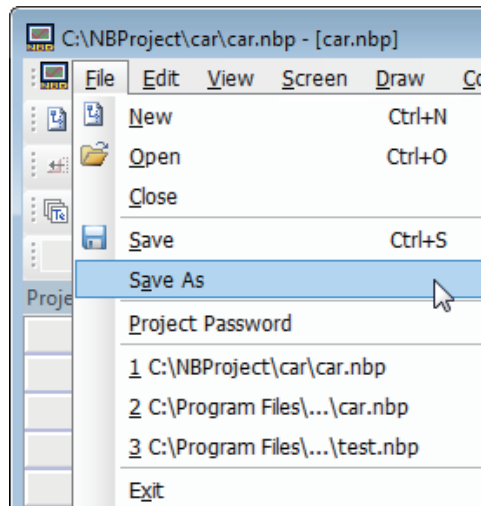 C:\NBProject\car\car.nbp - [car.nbp]
File Edit View Screen Draw
New Ctrl+N
Open Ctrl+O
Close
Save Ctrl+S
Save As
Project Password
1 C:\NBProject\car\car.nbp
2 C:\Program Files\...\car.nbp
3 C:\Program Files\...\test.nbp
Exit